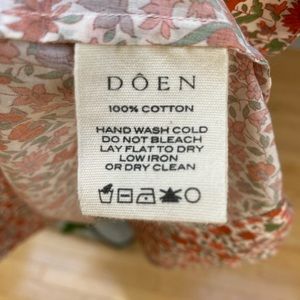 DÔEN
100% COTTON
HAND WASH COLD
DO NOT BLEACH
LAY FLAT TO DRY
LOW IRON
OR DRY CLEAN